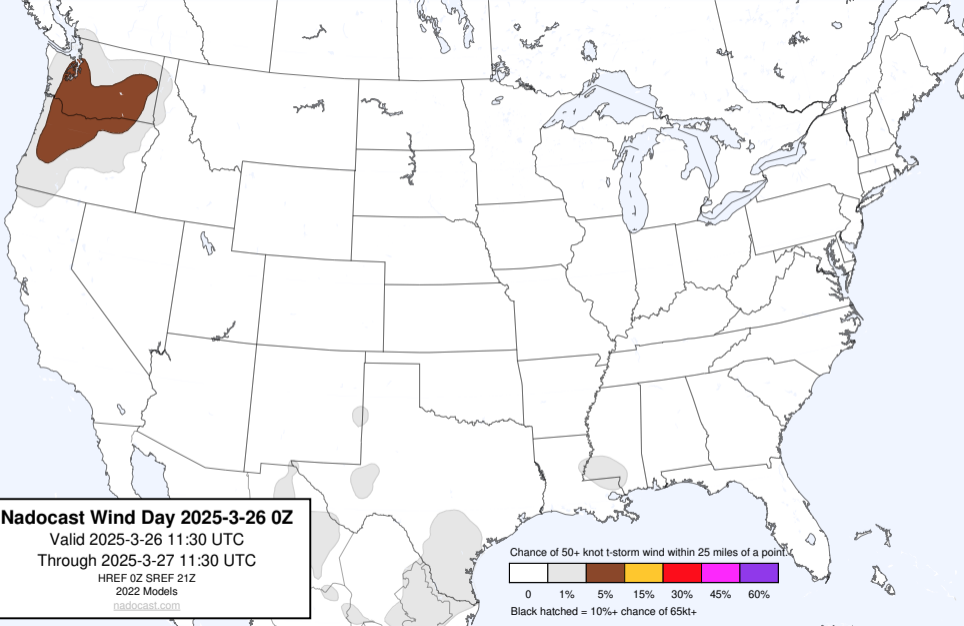 Nadocast Wind Day 2025-3-26 0Z
Valid 2025-3-26 11:30 UTC
Through 2025-3-27 11:30 UTC
HREF 0Z SREF 21Z
2022 Models
nadocast.com
Chance of 50+ knot t-storm wind within 25 miles of a point.
0 1% 5% 15% 30% 45% 60%
Black hatched = 10%+ chance of 65kt+